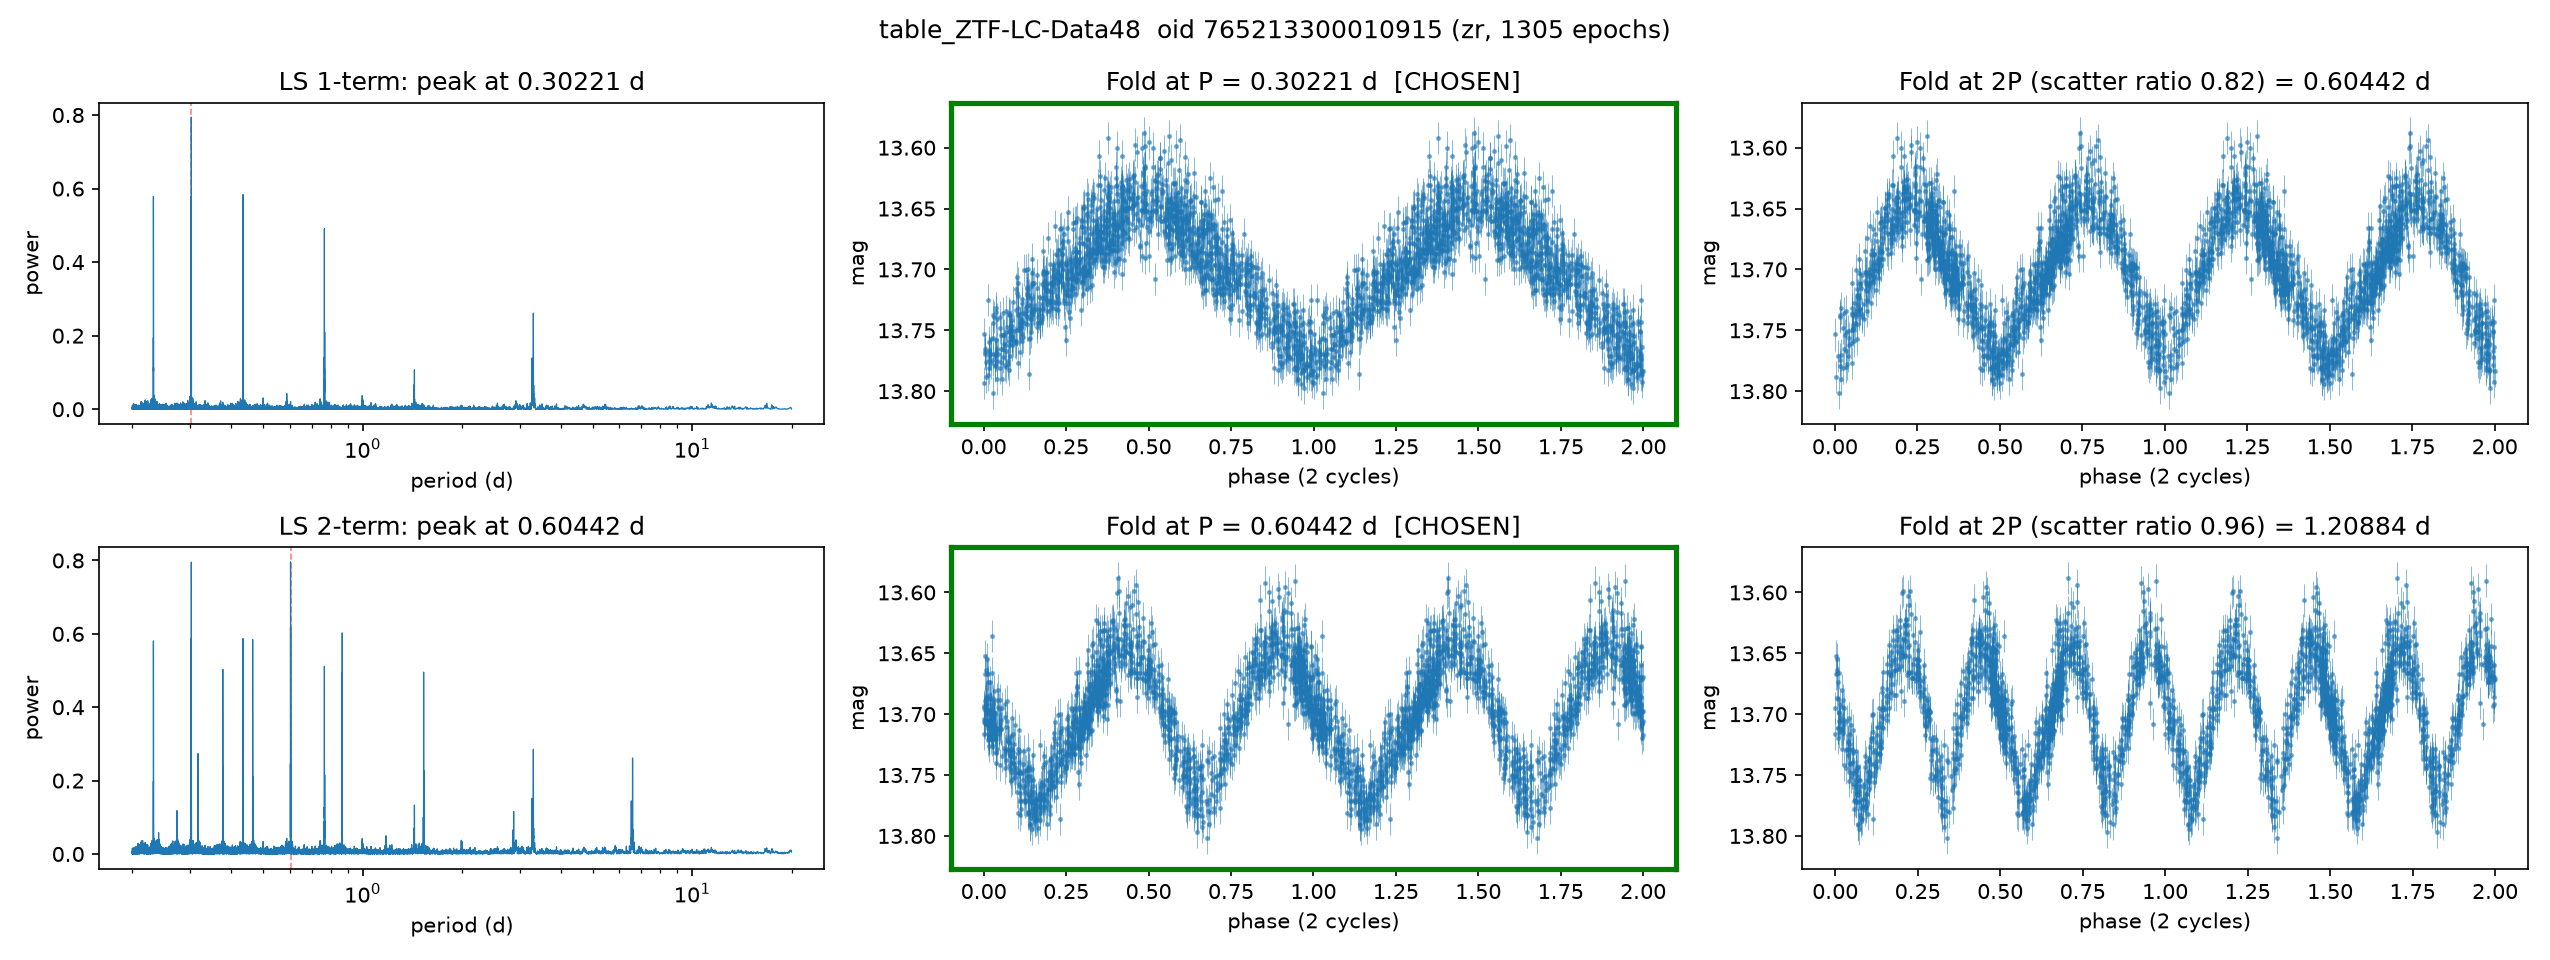 table_ZTF-LC-Data48  oid 765213300010915 (zr, 1305 epochs)
LS 1-term: peak at 0.30221 d
power
0.8
0.6
0.4
0.2
0.0
10⁰
10¹
period (d)
Fold at P = 0.30221 d  [CHOSEN]
mag
13.60
13.65
13.70
13.75
13.80
0.00 0.25 0.50 0.75 1.00 1.25 1.50 1.75 2.00
phase (2 cycles)
Fold at 2P (scatter ratio 0.82) = 0.60442 d
mag
13.60
13.65
13.70
13.75
13.80
0.00 0.25 0.50 0.75 1.00 1.25 1.50 1.75 2.00
phase (2 cycles)
LS 2-term: peak at 0.60442 d
power
0.8
0.6
0.4
0.2
0.0
10⁰
10¹
period (d)
Fold at P = 0.60442 d  [CHOSEN]
mag
13.60
13.65
13.70
13.75
13.80
0.00 0.25 0.50 0.75 1.00 1.25 1.50 1.75 2.00
phase (2 cycles)
Fold at 2P (scatter ratio 0.96) = 1.20884 d
mag
13.60
13.65
13.70
13.75
13.80
0.00 0.25 0.50 0.75 1.00 1.25 1.50 1.75 2.00
phase (2 cycles)